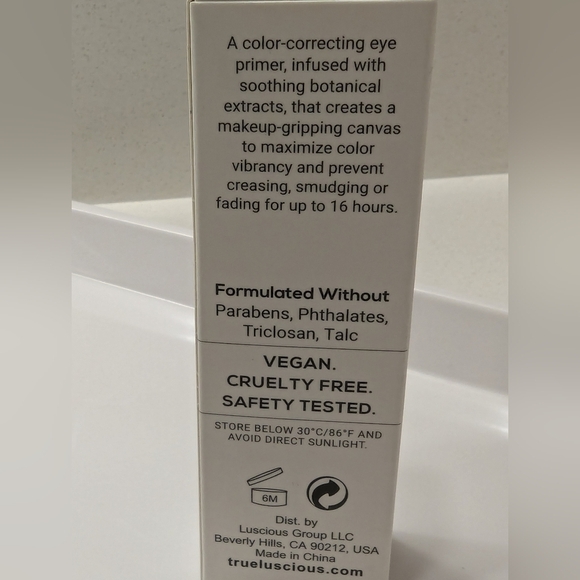 A color-correcting eye
primer, infused with
soothing botanical
extracts, that creates a
makeup-gripping canvas
to maximize color
vibrancy and prevent
creasing, smudging or
fading for up to 16 hours.
Formulated Without
Parabens, Phthalates,
Triclosan, Talc
VEGAN.
CRUELTY FREE.
SAFETY TESTED.
STORE BELOW 30°C/86°F AND
AVOID DIRECT SUNLIGHT.
6M
Dist. by
Luscious Group LLC
Beverly Hills, CA 90212, USA
Made in China
trueluscious.com